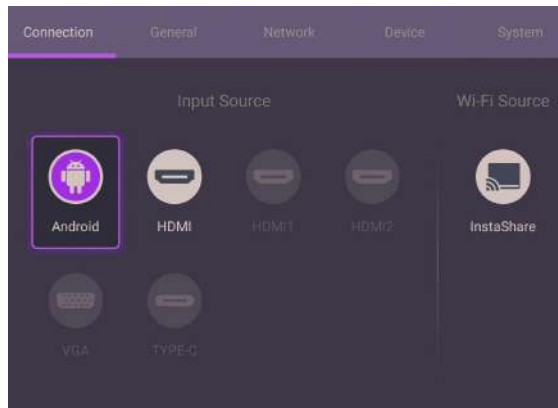 Connection General Network Device System
Input Source Wi-Fi Source
Android HDMI HDMI1 HDMI2 InstaShare
VGA TYPE-C